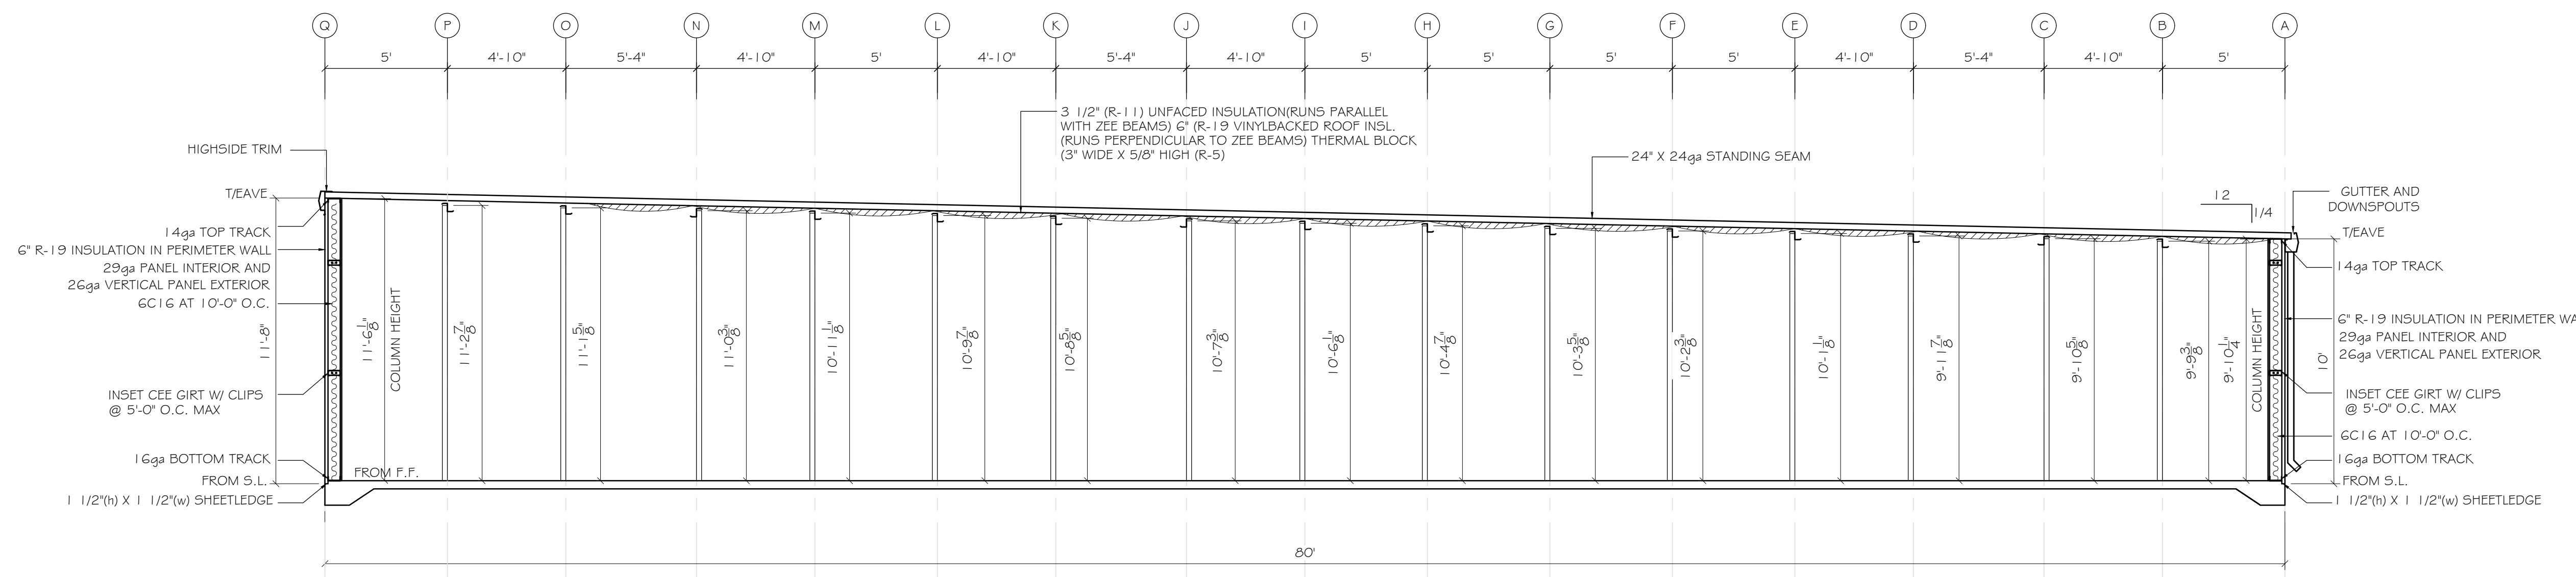 Q P O N M L K J I H G F E D C B A
5' 4'-10" 5'-4" 4'-10" 5' 4'-10" 5'-4" 4'-10" 5' 5' 5' 5' 4'-10" 5'-4" 4'-10" 5'
3 1/2" (R-11) UNFACED INSULATION(RUNS PARALLEL
WITH ZEE BEAMS) 6" (R-19 VINYLBACKED ROOF INSL.
(RUNS PERPENDICULAR TO ZEE BEAMS) THERMAL BLOCK
(3" WIDE X 5/8" HIGH (R-5)
24" X 24ga STANDING SEAM
HIGHSIDE TRIM
T/EAVE
14ga TOP TRACK
6" R-19 INSULATION IN PERIMETER WALL
29ga PANEL INTERIOR AND
26ga VERTICAL PANEL EXTERIOR
6C16 AT 10'-0" O.C.
11'-8"
INSET CEE GIRT W/ CLIPS
@ 5'-0" O.C. MAX
16ga BOTTOM TRACK
FROM S.L.
1 1/2"(h) X 1 1/2"(w) SHEETLEDGE
11'-6 1/8"
COLUMN HEIGHT
FROM F.F.
11'-2 7/8"
11'-1 5/8"
11'-0 3/8"
10'-11 1/8"
10'-9 7/8"
10'-8 5/8"
10'-7 3/8"
10'-6 1/8"
10'-4 7/8"
10'-3 5/8"
10'-2 3/8"
10'-1 1/8"
9'-11 7/8"
9'-10 5/8"
9'-9 3/8"
9'-10 1/4"
COLUMN HEIGHT
12
1/4
GUTTER AND
DOWNSPOUTS
T/EAVE
14ga TOP TRACK
6" R-19 INSULATION IN PERIMETER WA
29ga PANEL INTERIOR AND
26ga VERTICAL PANEL EXTERIOR
10'
INSET CEE GIRT W/ CLIPS
@ 5'-0" O.C. MAX
6C16 AT 10'-0" O.C.
16ga BOTTOM TRACK
FROM S.L.
1 1/2"(h) X 1 1/2"(w) SHEETLEDGE
80'